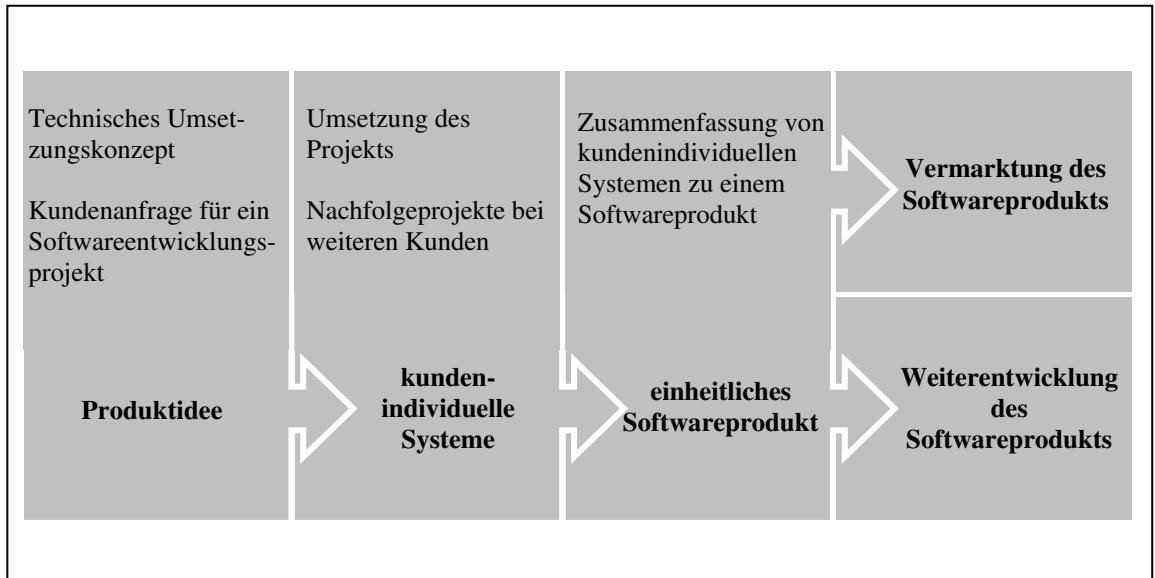 Technisches Umset-
zungskonzept
Kundenanfrage für ein
Softwareentwicklungs-
projekt
Produktidee
Umsetzung des
Projekts
Nachfolgeprojekte bei
weiteren Kunden
kunden-
individuelle
Systeme
Zusammenfassung von
kundenindividuellen
Systemen zu einem
Softwareprodukt
einheitliches
Softwareprodukt
Vermarktung des
Softwareprodukts
Weiterentwicklung
des
Softwareprodukts